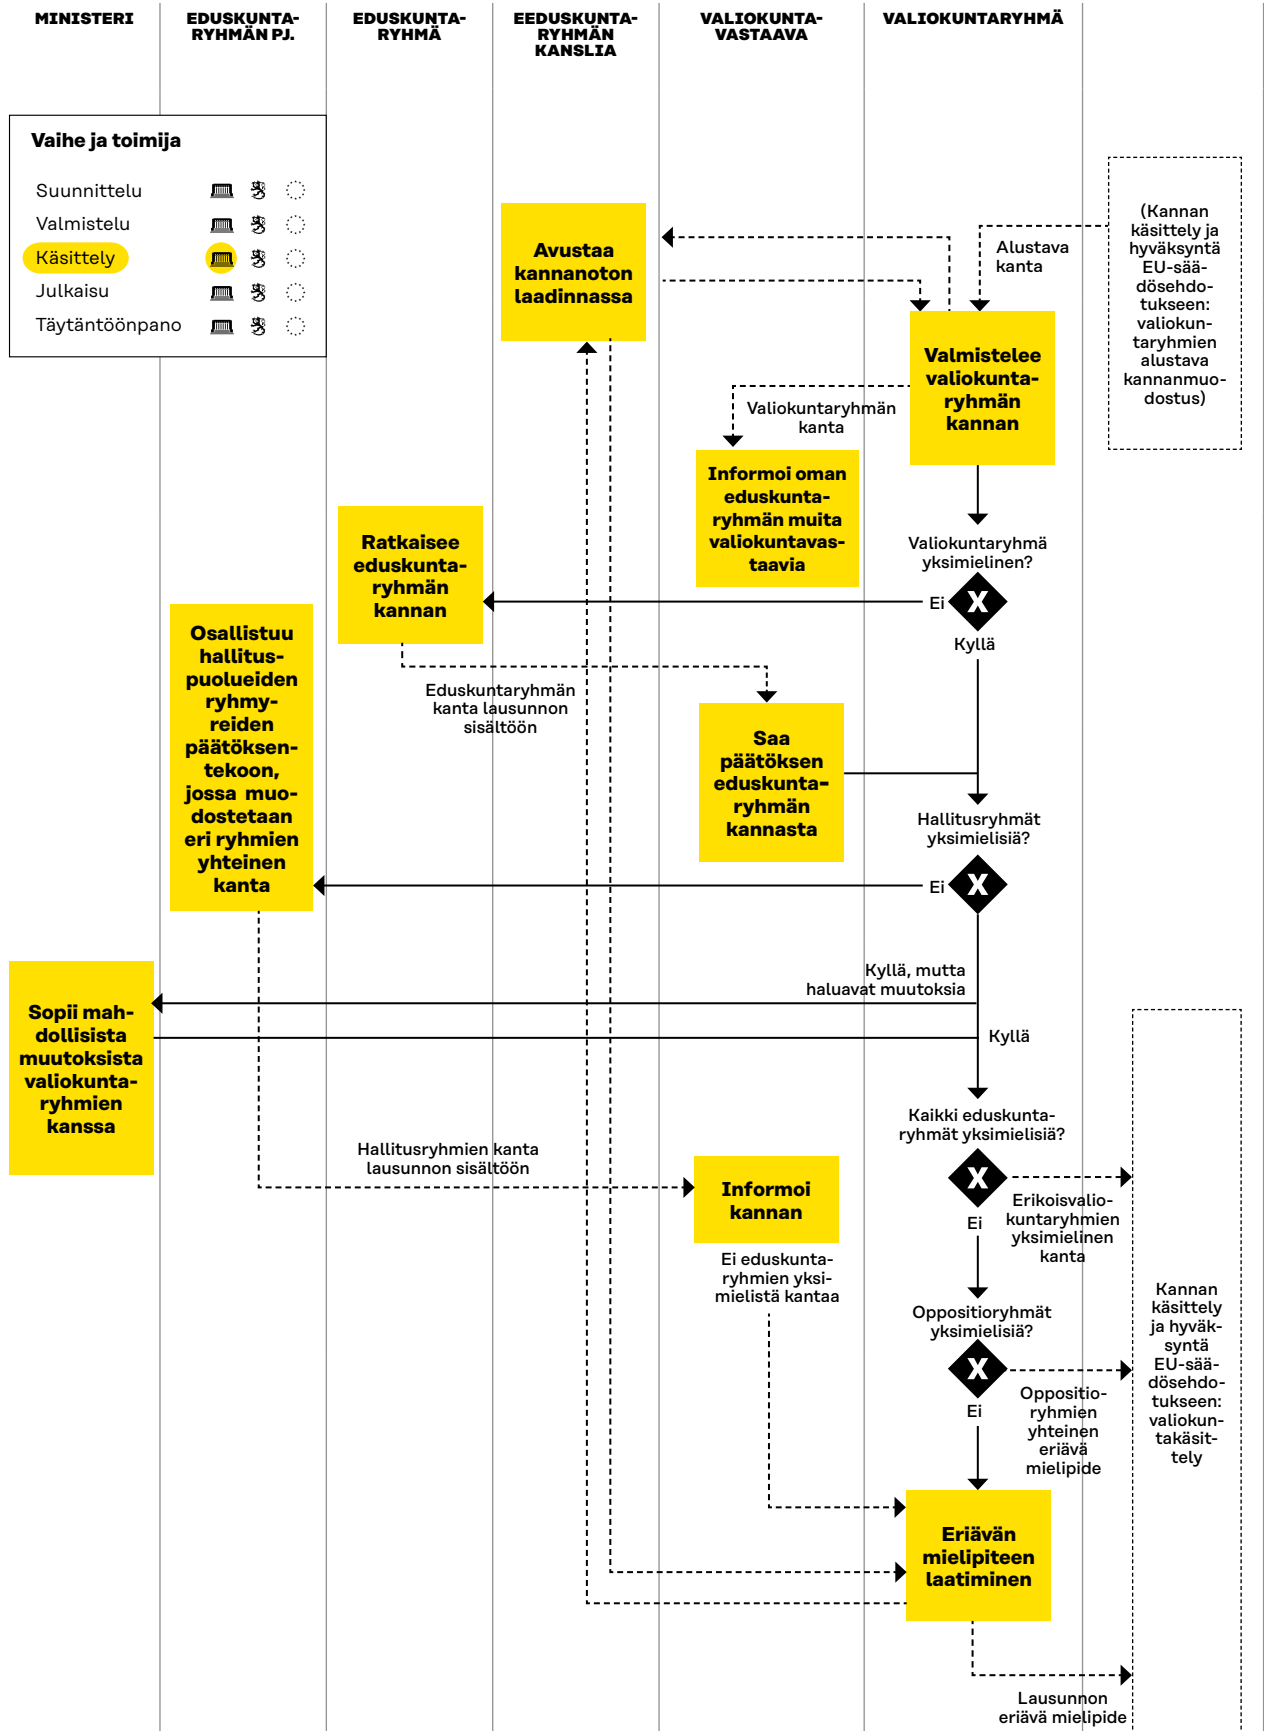 MINISTERI
EDUSKUNTA-
RYHMÄN PJ.
EDUSKUNTA-
RYHMÄ
EEDUSKUNTA-
RYHMÄN
KANSLIA
VALIOKUNTA-
VASTAAVA
VALIOKUNTARYHMÄ
Vaihe ja toimija
Suunnittelu
Valmistelu
Käsittely
Julkaisu
Täytäntöönpano
Avustaa
kannanoton
laadinnassa
Alustava
kanta
(Kannan
käsittely ja
hyväksyntä
EU-sää-
dösehdo-
tukseen:
valiokun-
taryhmien
alustava
kannanmuo-
dostus)
Valmistelee
valiokunta-
ryhmän
kannan
Valiokuntaryhmän
kanta
Informoi oman
eduskunta-
ryhmän muita
valiokuntavas-
taavia
Valiokuntaryhmä
yksimielinen?
X
Ei
Kyllä
Ratkaisee
eduskunta-
ryhmän
kannan
Eduskuntaryhmän
kanta lausunnon
sisältöön
Osallistuu
hallitus-
puolueiden
ryhmy-
reiden
päätöksen-
tekoon,
jossa muo-
dostetaan
eri ryhmien
yhteinen
kanta
Saa
päätöksen
eduskunta-
ryhmän
kannasta
Hallitusryhmät
yksimielisiä?
X
Ei
Kyllä, mutta
haluavat muutoksia
Kyllä
Sopii mah-
dollisista
muutoksista
valiokunta-
ryhmien
kanssa
Kaikki eduskunta-
ryhmät yksimielisiä?
X
Ei
Erikoisvalio-
kuntaryhmien
yksimielinen
kanta
Hallitusryhmien kanta
lausunnon sisältöön
Informoi
kannan
Ei eduskunta-
ryhmien yksi-
mielistä kantaa
Oppositioryhmät
yksimielisiä?
X
Ei
Oppositio-
ryhmien
yhteinen
eriävä
mielipide
Kannan
käsittely
ja hyväk-
syntä
EU-sää-
dösehdo-
tukseen:
valiokun-
takäsit-
tely
Eriävän
mielipiteen
laatiminen
Lausunnon
eriävä mielipide